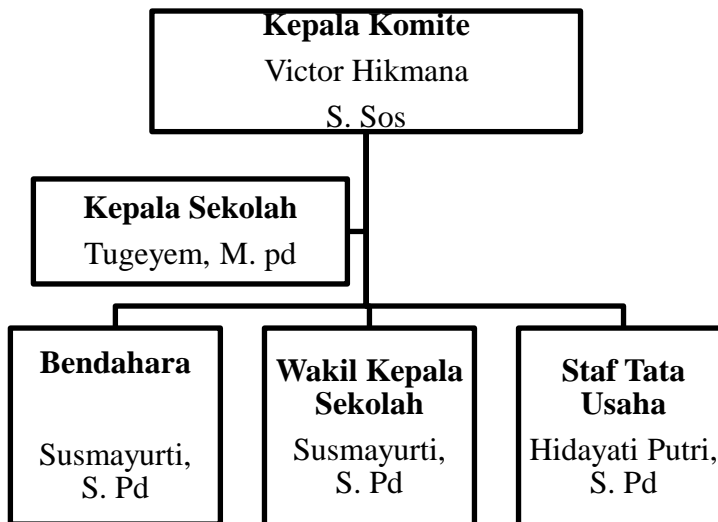 Kepala Komite
Victor Hikmana
S. Sos
Kepala Sekolah
Tugeyem, M. pd
Bendahara
Susmayurti,
S. Pd
Wakil Kepala
Sekolah
Susmayurti,
S. Pd
Staf Tata
Usaha
Hidayati Putri,
S. Pd